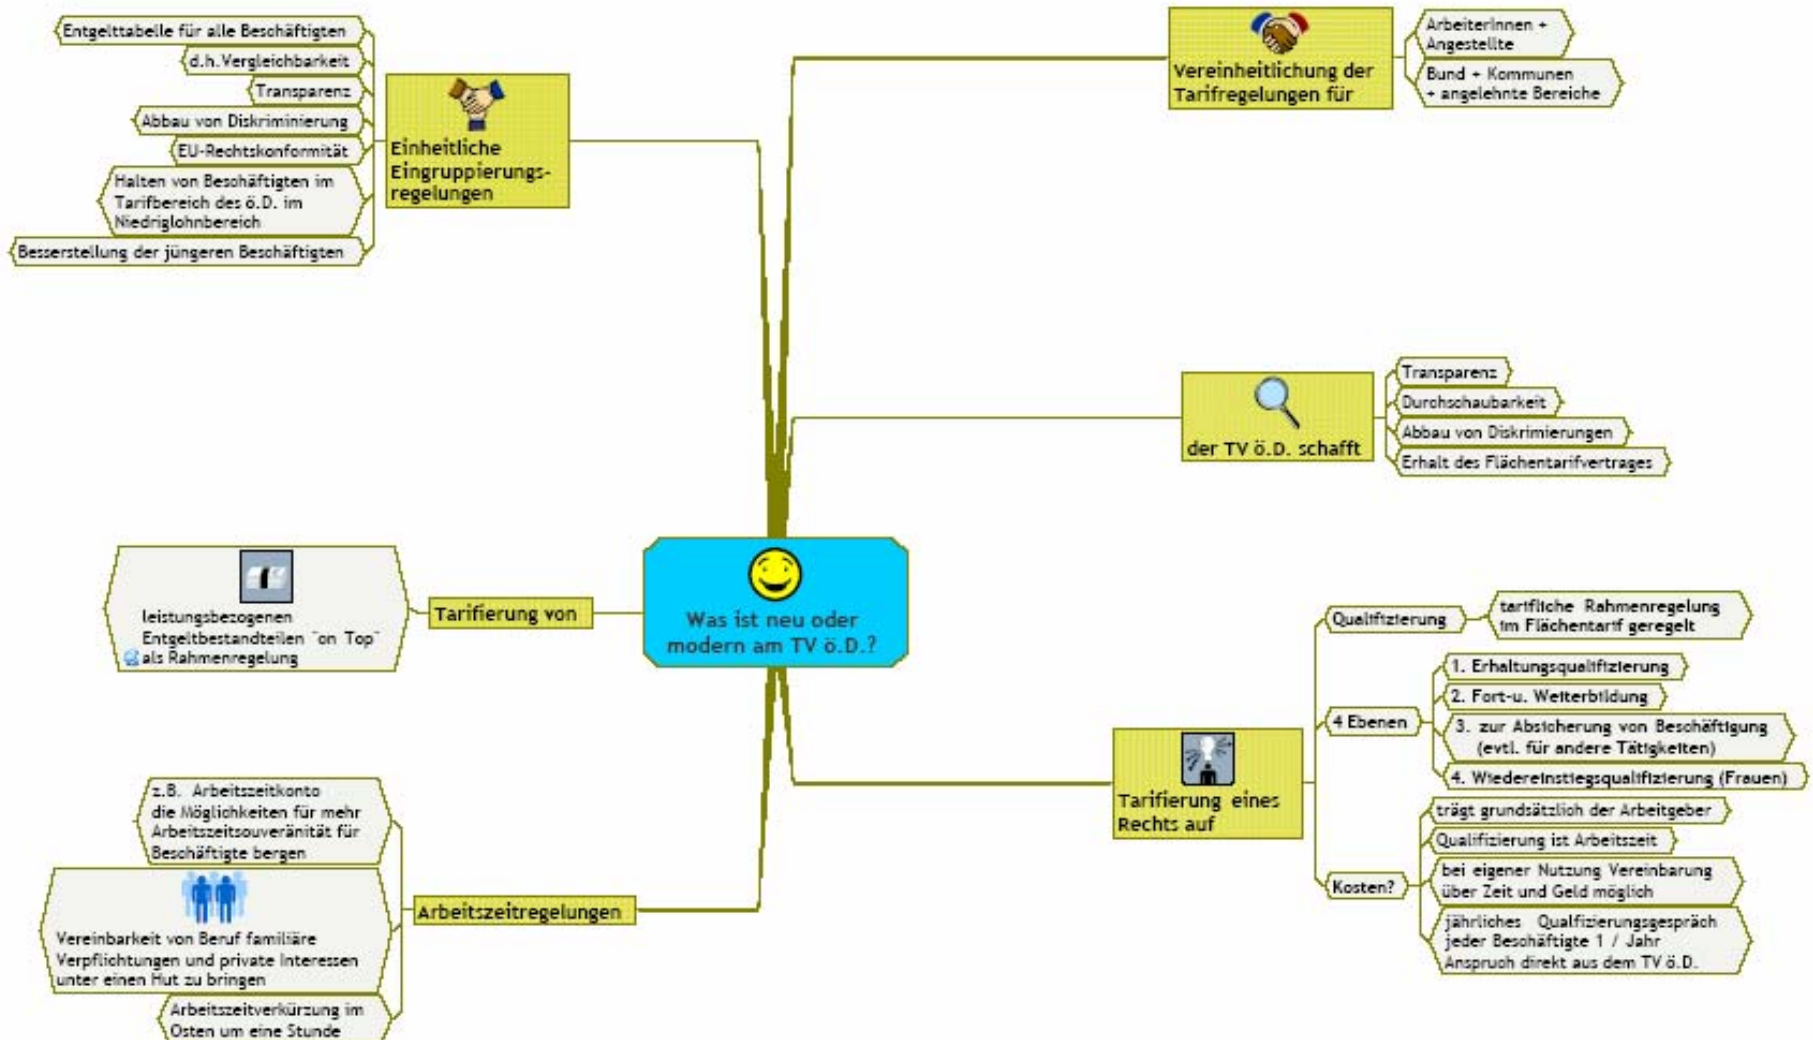 Was ist neu oder
modern am TV ö.D.?
Vereinheitlichung der
Tarifregelungen für
ArbeiterInnen +
Angestellte
Bund + Kommunen
+ angelehnte Bereiche
der TV ö.D. schafft
Transparenz
Durchschaubarkeit
Abbau von Diskrimierungen
Erhalt des Flächentarifvertrages
Tarifierung eines
Rechts auf
Qualifizierung
tarifliche Rahmenregelung
im Flächentarif geregelt
4 Ebenen
1. Erhaltungsqualifizierung
2. Fort-u. Weiterbildung
3. zur Absicherung von Beschäftigung
(evtl. für andere Tätigkeiten)
4. Wiedereinstiegsqualifizierung (Frauen)
Kosten?
trägt grundsätzlich der Arbeitgeber
Qualifizierung ist Arbeitszeit
bei eigener Nutzung Vereinbarung
über Zeit und Geld möglich
jährliches Qualfizierungsgespräch
jeder Beschäftigte 1 / Jahr
Anspruch direkt aus dem TV ö.D.
Einheitliche
Eingruppierungs-
regelungen
Entgelttabelle für alle Beschäftigten
d.h. Vergleichbarkeit
Transparenz
Abbau von Diskriminierung
EU-Rechtskonformität
Halten von Beschäftigten im
Tarifbereich des ö.D. im
Niedriglohnbereich
Besserstellung der jüngeren Beschäftigten
Tarifierung von
leistungsbezogenen
Entgeltbestandteilen "on Top"
als Rahmenregelung
Arbeitszeitregelungen
z.B. Arbeitszeitkonto
die Möglichkeiten für mehr
Arbeitszeitsouveränität für
Beschäftigte bergen
Vereinbarkeit von Beruf familiäre
Verpflichtungen und private Interessen
unter einen Hut zu bringen
Arbeitszeitverkürzung im
Osten um eine Stunde